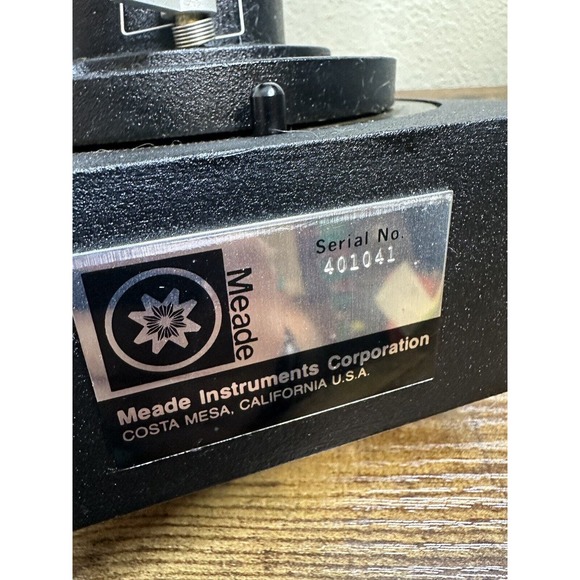 Serial No.
401041
Meade
Meade Instruments Corporation
COSTA MESA, CALIFORNIA U.S.A.